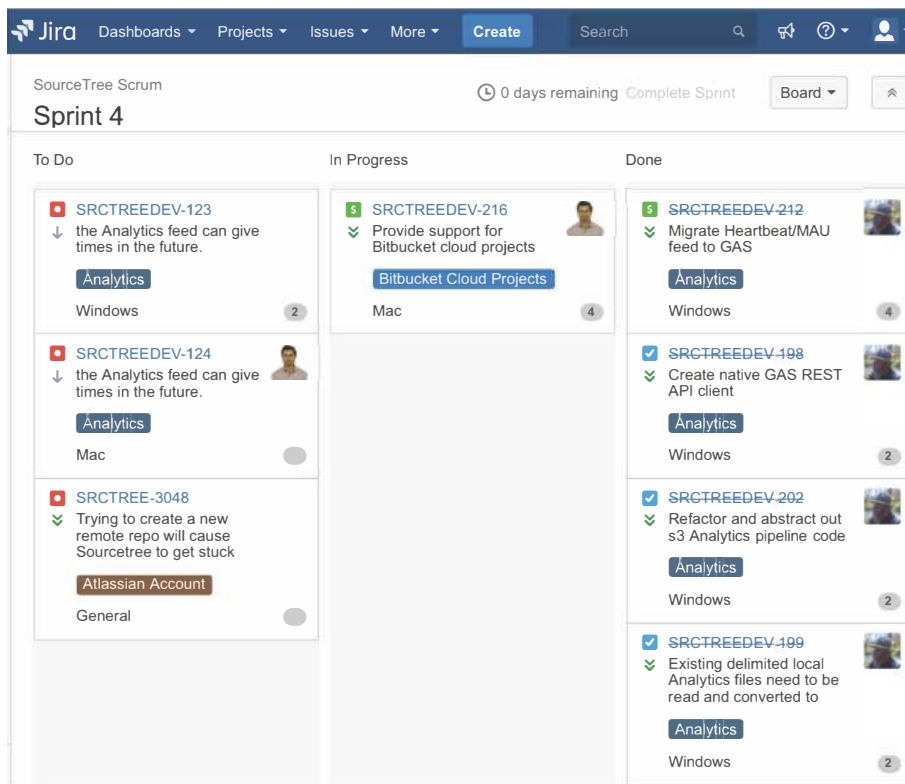 Jira Dashboards Projects Issues More Create Search
SourceTree Scrum
0 days remaining Complete Sprint Board
Sprint 4
To Do In Progress Done
SRCTREEDEV-123
the Analytics feed can give
times in the future.
Analytics
Windows 2
SRCTREEDEV-124
the Analytics feed can give
times in the future.
Analytics
Mac
SRCTREE-3048
Trying to create a new
remote repo will cause
Sourcetree to get stuck
Atlassian Account
General
SRCTREEDEV-216
Provide support for
Bitbucket cloud projects
Bitbucket Cloud Projects
Mac 4
SRCTREEDEV-212
Migrate Heartbeat/MAU
feed to GAS
Analytics
Windows 4
SRCTREEDEV-198
Create native GAS REST
API client
Analytics
Windows 2
SRCTREEDEV-202
Refactor and abstract out
s3 Analytics pipeline code
Analytics
Windows 2
SRCTREEDEV-199
Existing delimited local
Analytics files need to be
read and converted to
Analytics
Windows 2